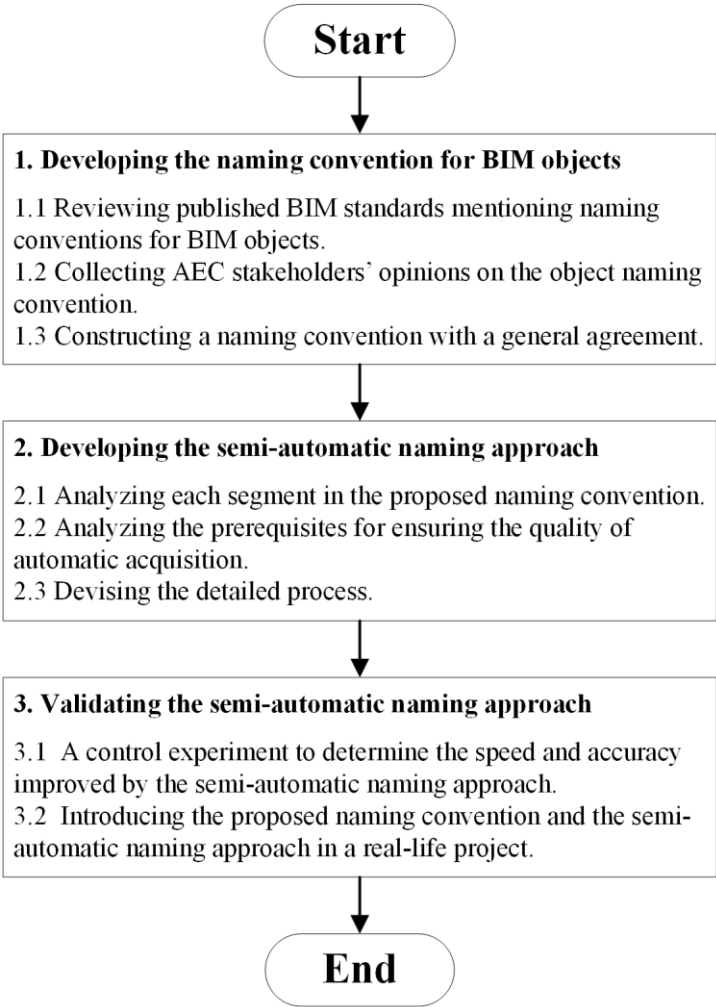 Start
1. Developing the naming convention for BIM objects
1.1 Reviewing published BIM standards mentioning naming
conventions for BIM objects.
1.2 Collecting AEC stakeholders’ opinions on the object naming
convention.
1.3 Constructing a naming convention with a general agreement.
2. Developing the semi-automatic naming approach
2.1 Analyzing each segment in the proposed naming convention.
2.2 Analyzing the prerequisites for ensuring the quality of
automatic acquisition.
2.3 Devising the detailed process.
3. Validating the semi-automatic naming approach
3.1  A control experiment to determine the speed and accuracy
improved by the semi-automatic naming approach.
3.2  Introducing the proposed naming convention and the semi-
automatic naming approach in a real-life project.
End